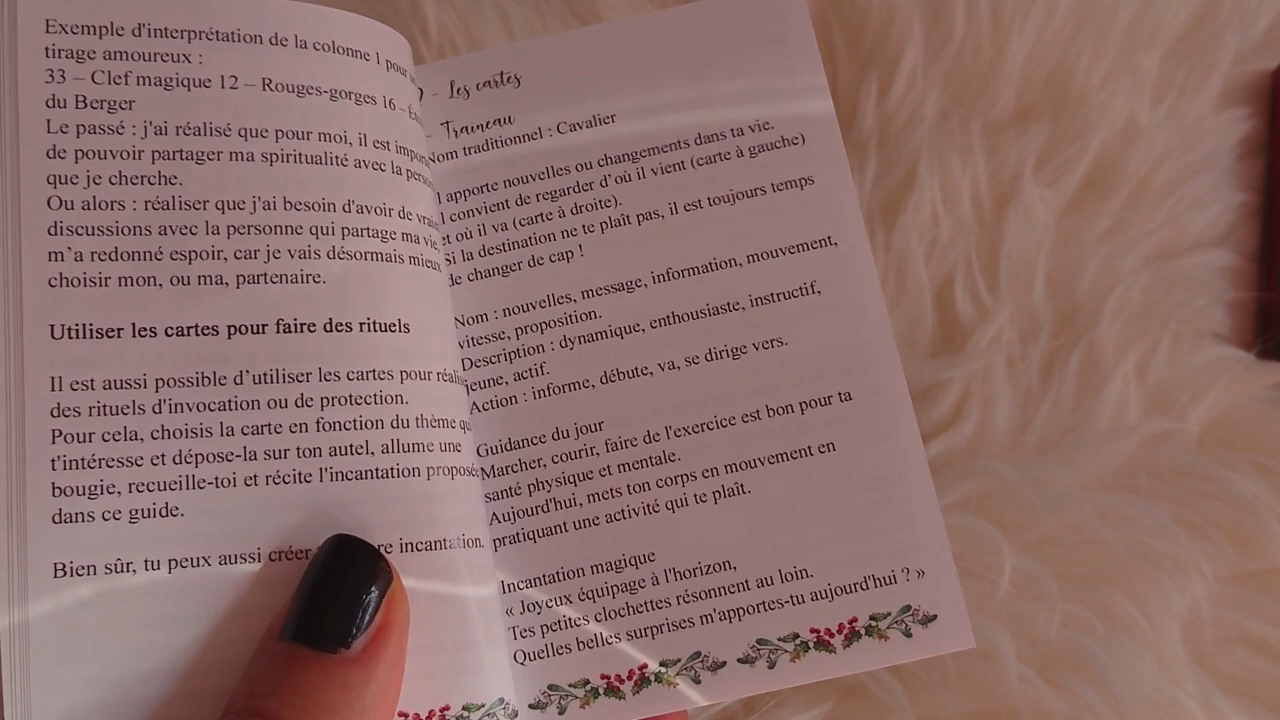 Exemple d'interprétation de la colonne 1 pour
tirage amoureux :
33 – Clef magique 12 – Rouges-gorges 16 –
du Berger
Le passé : j'ai réalisé que pour moi, il est
de pouvoir partager ma spiritualité avec la
que je cherche.
Ou alors : réaliser que j'ai besoin d'avoir de
discussions avec la personne qui partage ma vie,
m'a redonné espoir, car je vais désormais mieux
choisir mon, ou ma, partenaire.
Utiliser les cartes pour faire des rituels
Il est aussi possible d'utiliser les cartes pour
des rituels d'invocation ou de protection.
Pour cela, choisis la carte en fonction du thème
t'intéresse et dépose-la sur ton autel, allume une
bougie, recueille-toi et récite l'incantation
dans ce guide.
Bien sûr, tu peux aussi créer incantation.
- Les cartes
- Traineau
Nom traditionnel : Cavalier
apporte nouvelles ou changements dans ta vie.
convient de regarder d'où il vient (carte à gauche)
et où il va (carte à droite).
Si la destination ne te plaît pas, il est toujours temps
de changer de cap !
Nom : nouvelles, message, information, mouvement,
vitesse, proposition.
Description : dynamique, enthousiaste, instructif,
jeune, actif.
Action : informe, débute, va, se dirige vers.
Guidance du jour
Marcher, courir, faire de l'exercice est bon pour ta
santé physique et mentale.
Aujourd'hui, mets ton corps en mouvement en
pratiquant une activité qui te plaît.
Incantation magique
« Joyeux équipage à l'horizon,
Tes petites clochettes résonnent au loin.
Quelles belles surprises m'apportes-tu aujourd'hui ? »